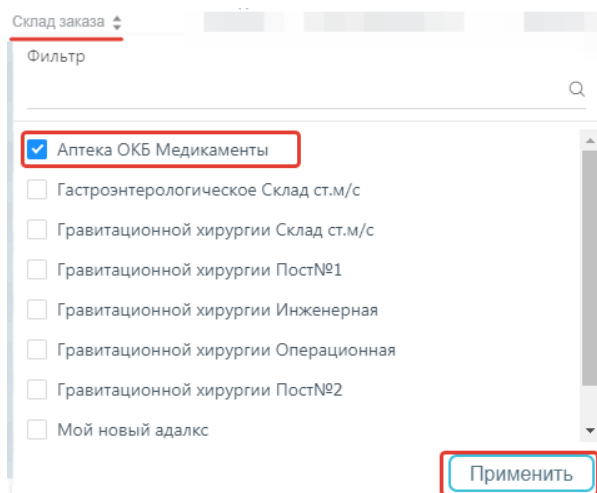 Склад заказа
Фильтр
Аптека ОКБ Медикаменты
Гастроэнтерологическое Склад ст.м/с
Гравитационной хирургии Склад ст.м/с
Гравитационной хирургии Пост№1
Гравитационной хирургии Инженерная
Гравитационной хирургии Операционная
Гравитационной хирургии Пост№2
Мой новый адалкс
Применить